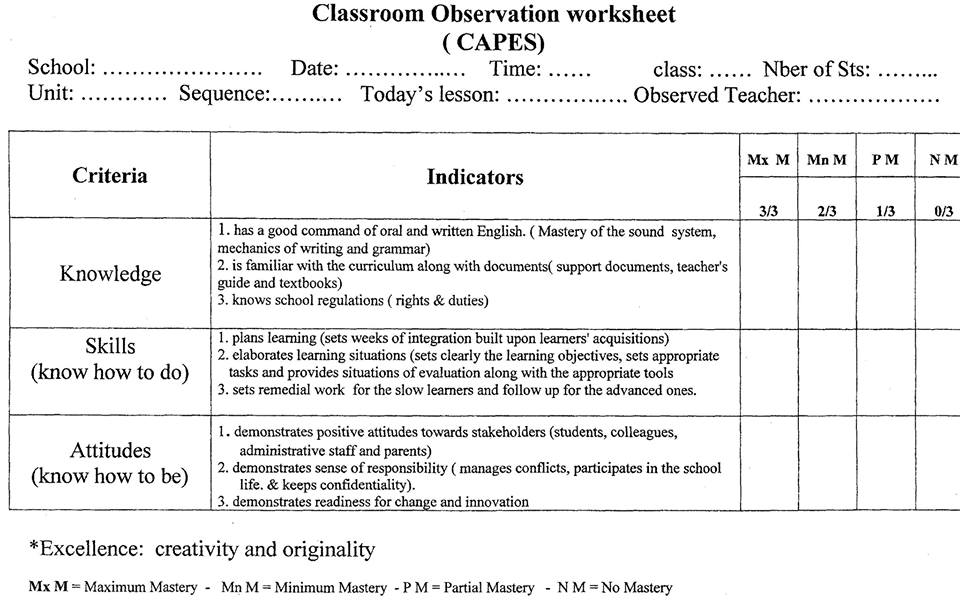 Classroom Observation worksheet
( CAPES)
School: ………………… Date: ………………. Time: …… class: …… Nber of Sts: ……...
Unit: ………… Sequence:………. Today's lesson: ……………. Observed Teacher: ………………
Criteria
Indicators
Mx M
Mn M
P M
N M
3/3
2/3
1/3
0/3
Knowledge
1. has a good command of oral and written English. ( Mastery of the sound system,
mechanics of writing and grammar)
2. is familiar with the curriculum along with documents( support documents, teacher's
guide and textbooks)
3. knows school regulations ( rights & duties)
Skills
(know how to do)
1. plans learning (sets weeks of integration built upon learners' acquisitions)
2. elaborates learning situations (sets clearly the learning objectives, sets appropriate
tasks and provides situations of evaluation along with the appropriate tools
3. sets remedial work for the slow learners and follow up for the advanced ones.
Attitudes
(know how to be)
1. demonstrates positive attitudes towards stakeholders (students, colleagues,
administrative staff and parents)
2. demonstrates sense of responsibility ( manages conflicts, participates in the school
life. & keeps confidentiality).
3. demonstrates readiness for change and innovation
*Excellence: creativity and originality
Mx M = Maximum Mastery - Mn M = Minimum Mastery - P M = Partial Mastery - N M = No Mastery